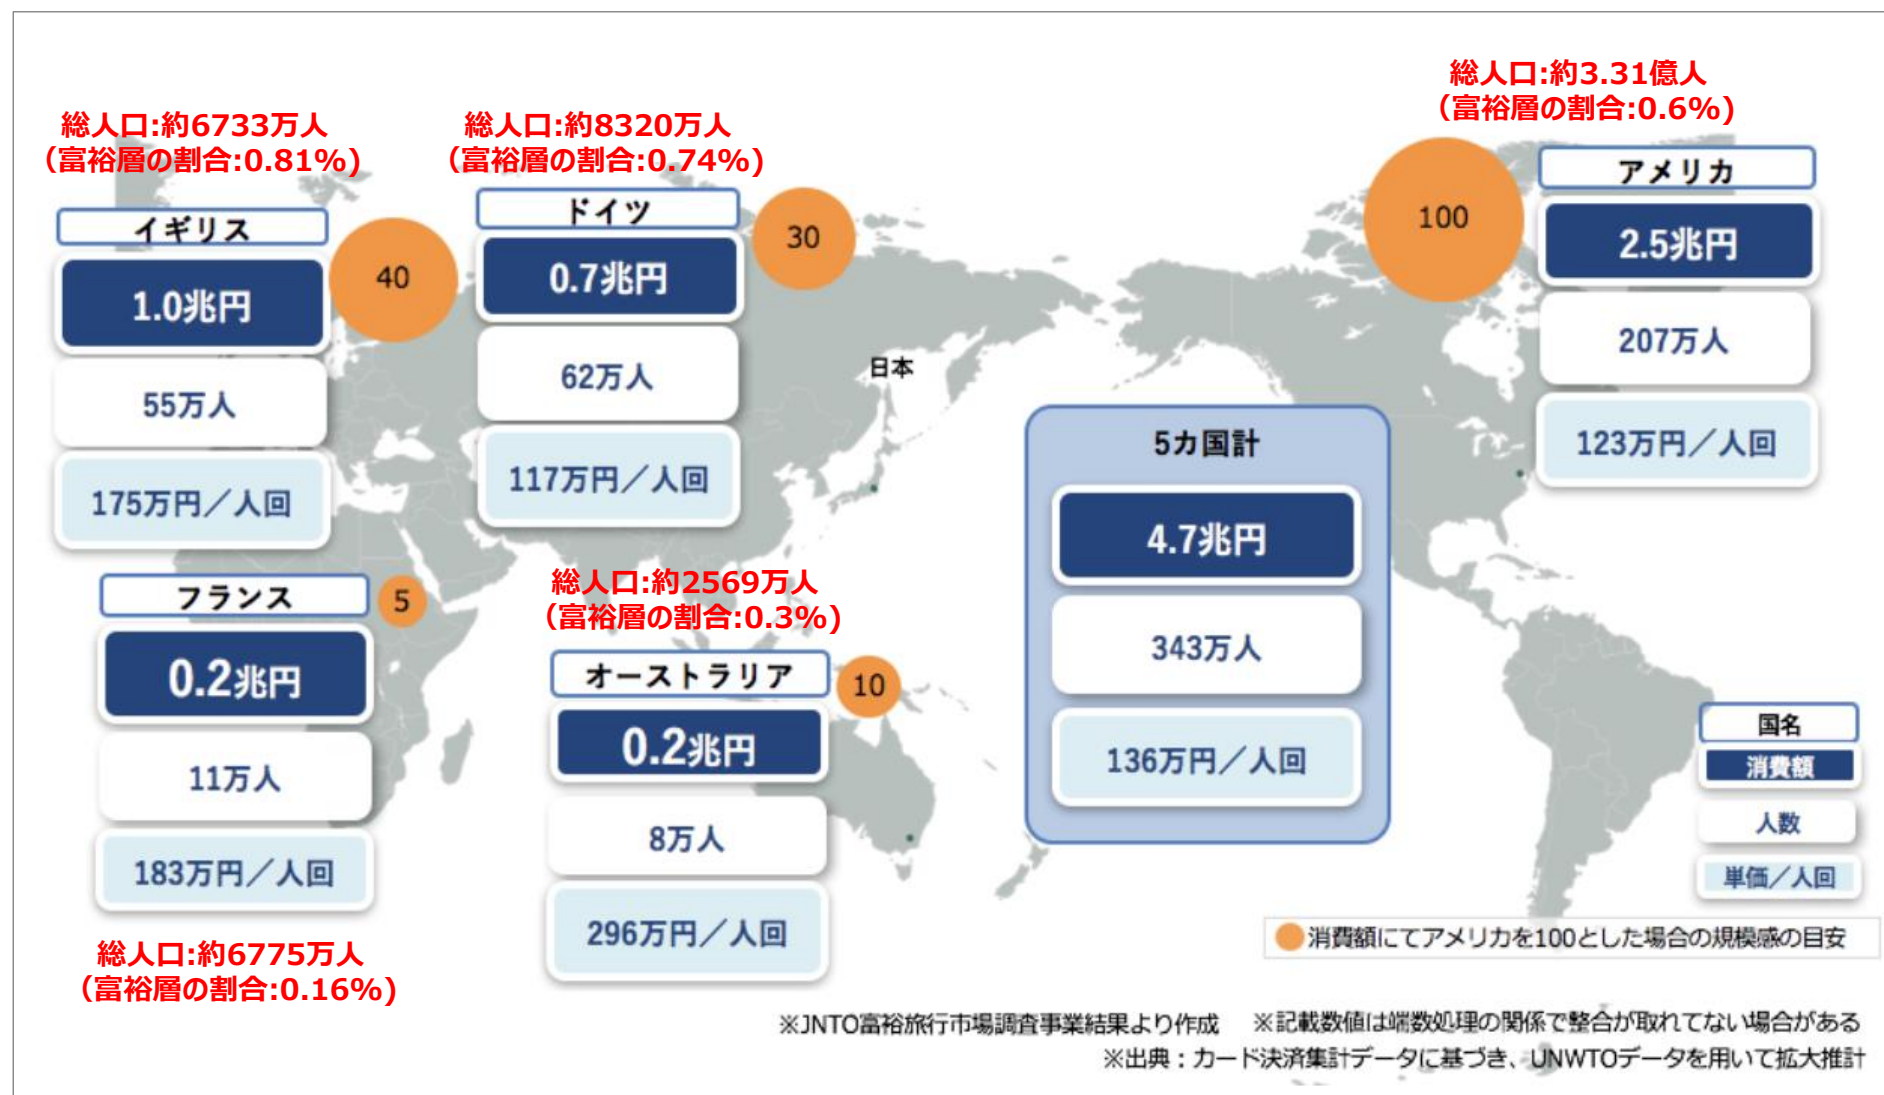 総人口:約6733万人
（富裕層の割合:0.81%)
イギリス
40
1.0兆円
55万人
175万円／人回
総人口:約8320万人
（富裕層の割合:0.74%)
ドイツ
30
0.7兆円
62万人
117万円／人回
日本
総人口:約3.31億人
（富裕層の割合:0.6%)
アメリカ
100
2.5兆円
207万人
123万円／人回
フランス
5
0.2兆円
11万人
183万円／人回
総人口:約6775万人
（富裕層の割合:0.16%)
総人口:約2569万人
（富裕層の割合:0.3%)
オーストラリア
10
0.2兆円
8万人
296万円／人回
5カ国計
4.7兆円
343万人
136万円／人回
国名
消費額
人数
単価／人回
消費額にてアメリカを100とした場合の規模感の目安
※JNTO富裕旅行市場調査事業結果より作成 ※記載数値は端数処理の関係で整合が取れてない場合がある
※出典：カード決済集計データに基づき、UNWTOデータを用いて拡大推計